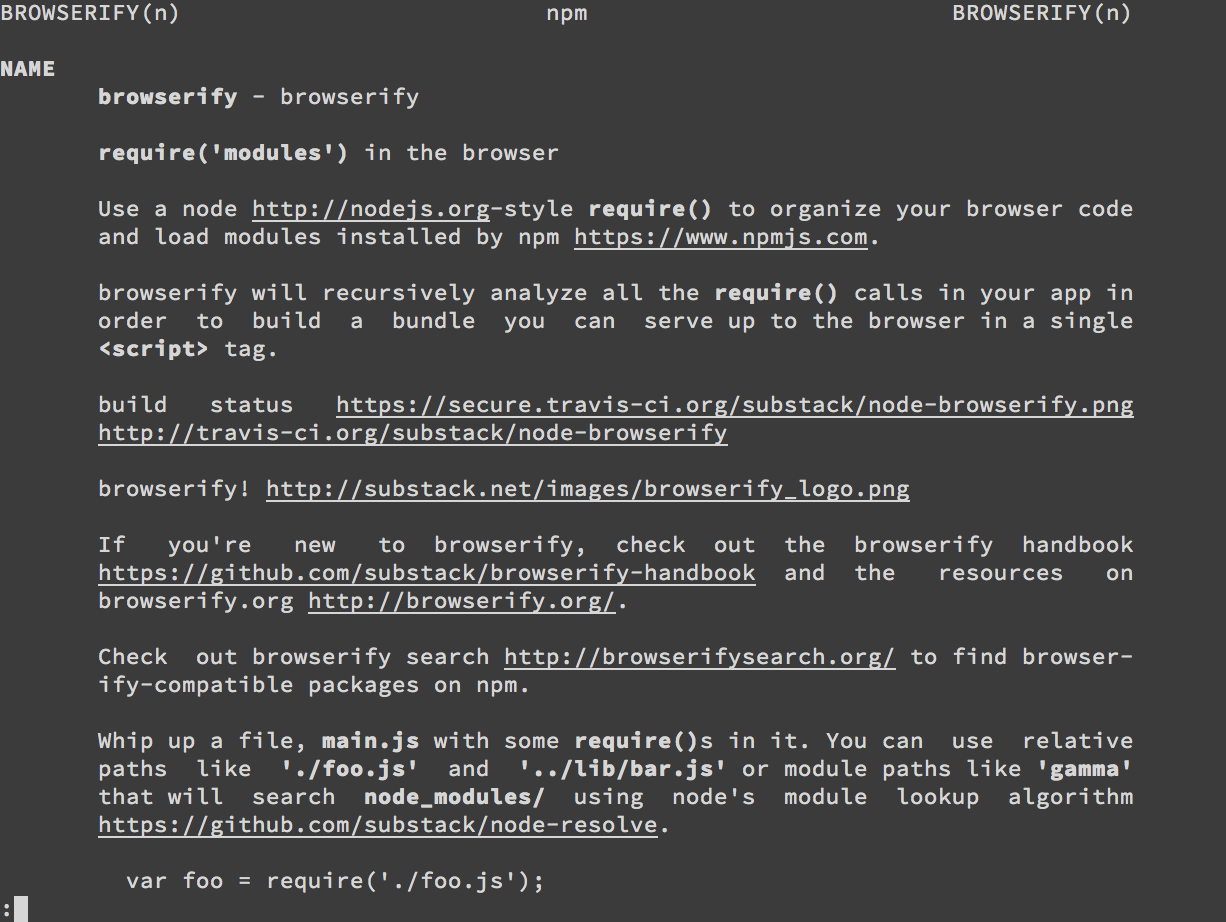 BROWSERIFY(n) npm BROWSERIFY(n)
NAME
browserify - browserify
require('modules') in the browser
Use a node http://nodejs.org-style require() to organize your browser code
and load modules installed by npm https://www.npmjs.com.
browserify will recursively analyze all the require() calls in your app in
order to build a bundle you can serve up to the browser in a single
<script> tag.
build status https://secure.travis-ci.org/substack/node-browserify.png
http://travis-ci.org/substack/node-browserify
browserify! http://substack.net/images/browserify_logo.png
If you're new to browserify, check out the browserify handbook
https://github.com/substack/browserify-handbook and the resources on
browserify.org http://browserify.org/.
Check out browserify search http://browserifysearch.org/ to find browser-
ify-compatible packages on npm.
Whip up a file, main.js with some require()s in it. You can use relative
paths like './foo.js' and '../lib/bar.js' or module paths like 'gamma'
that will search node_modules/ using node's module lookup algorithm
https://github.com/substack/node-resolve.
var foo = require('./foo.js');
: